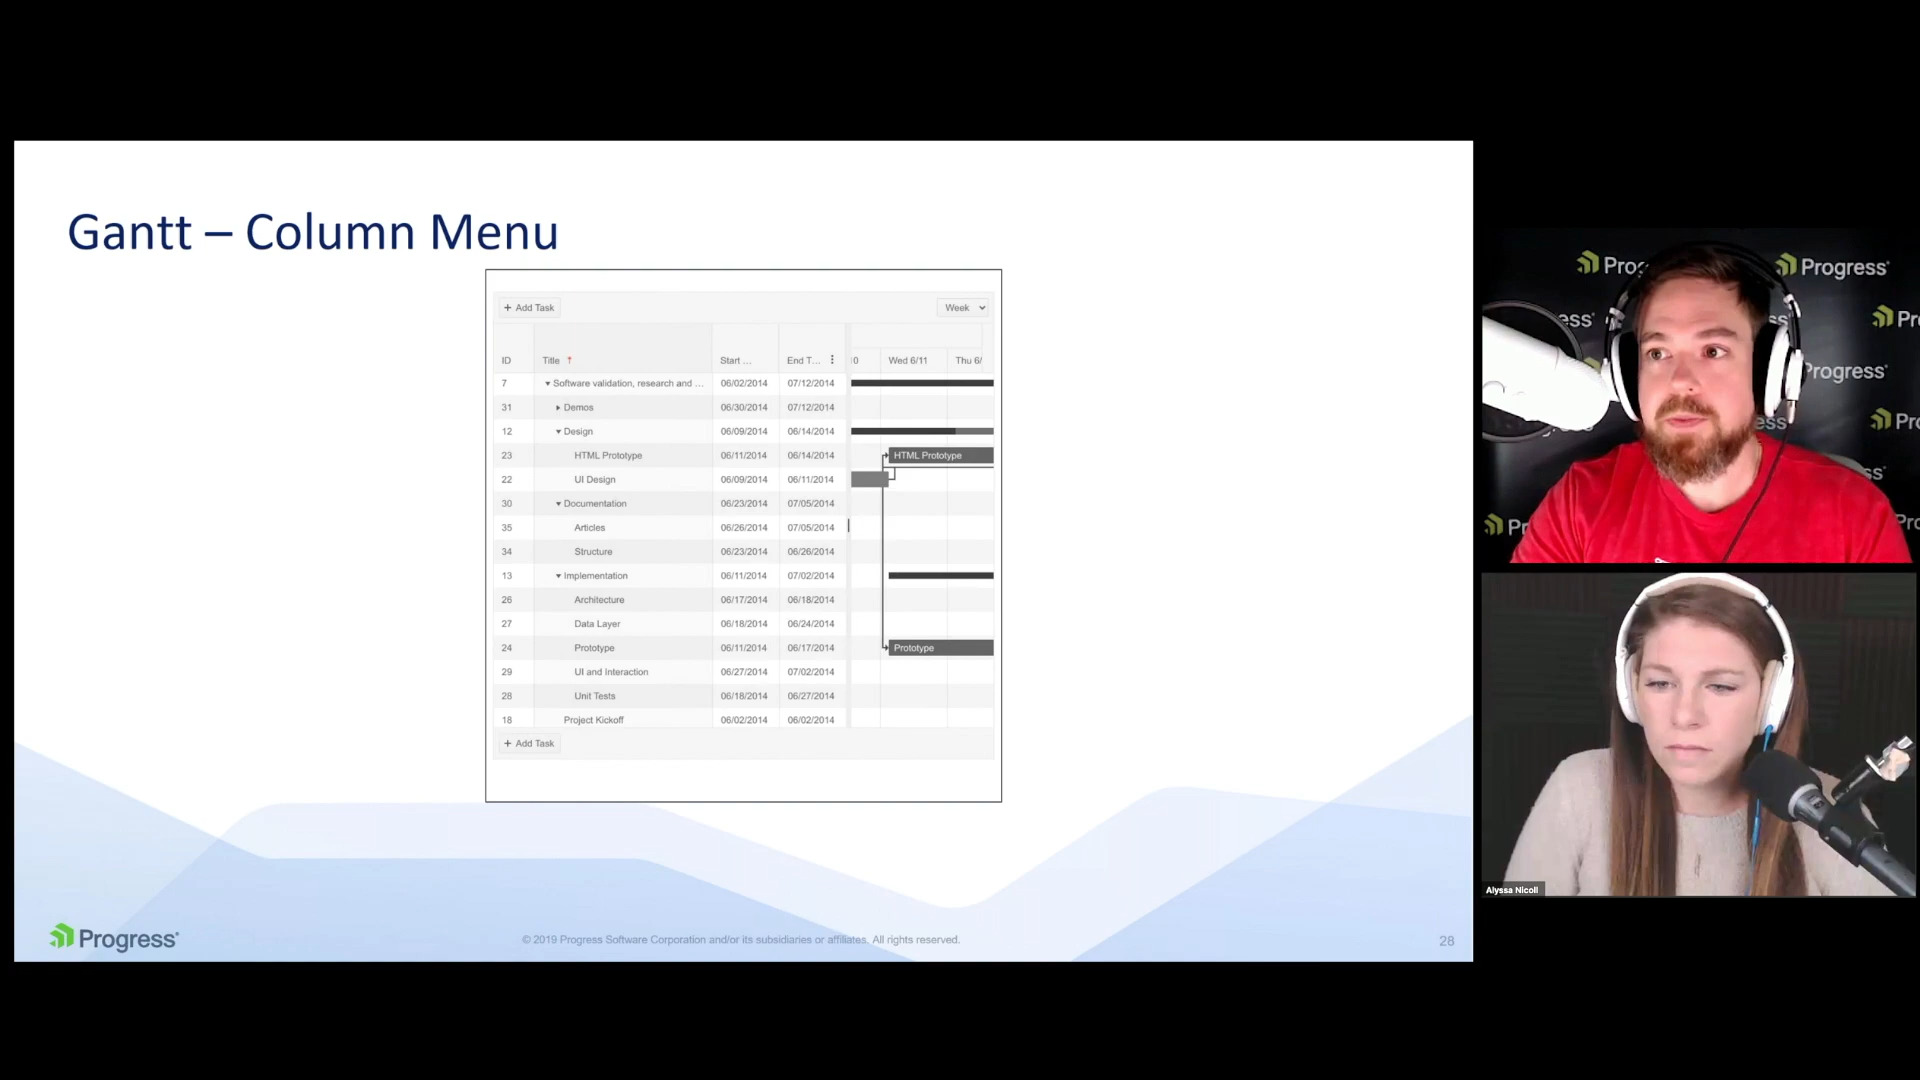 Gantt – Column Menu
+ Add Task
Week
ID Title Start ... End T... 0 Wed 6/11 Thu 6/
7 Software validation, research and ... 06/02/2014 07/12/2014
31 Demos 06/30/2014 07/12/2014
12 Design 06/09/2014 06/14/2014
23 HTML Prototype 06/11/2014 06/14/2014 HTML Prototype
22 UI Design 06/09/2014 06/11/2014
30 Documentation 06/23/2014 07/05/2014
35 Articles 06/26/2014 07/05/2014
34 Structure 06/23/2014 06/26/2014
13 Implementation 06/11/2014 07/02/2014
26 Architecture 06/17/2014 06/18/2014
27 Data Layer 06/18/2014 06/24/2014
24 Prototype 06/11/2014 06/17/2014 Prototype
29 UI and Interaction 06/27/2014 07/02/2014
28 Unit Tests 06/18/2014 06/27/2014
18 Project Kickoff 06/02/2014 06/02/2014
+ Add Task
Progress
© 2019 Progress Software Corporation and/or its subsidiaries or affiliates. All rights reserved.
28
Progress
Progress
Alyssa Nicoll